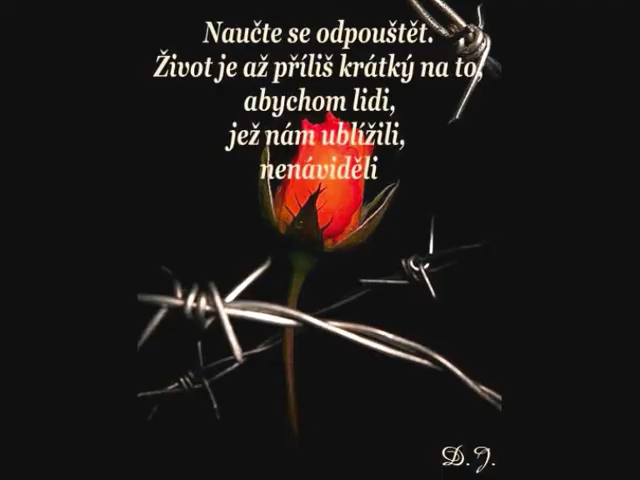 Naučte se odpouštět.
Život je až příliš krátký na to,
abychom lidi,
jež nám ublížili,
nenáviděli
D. J.